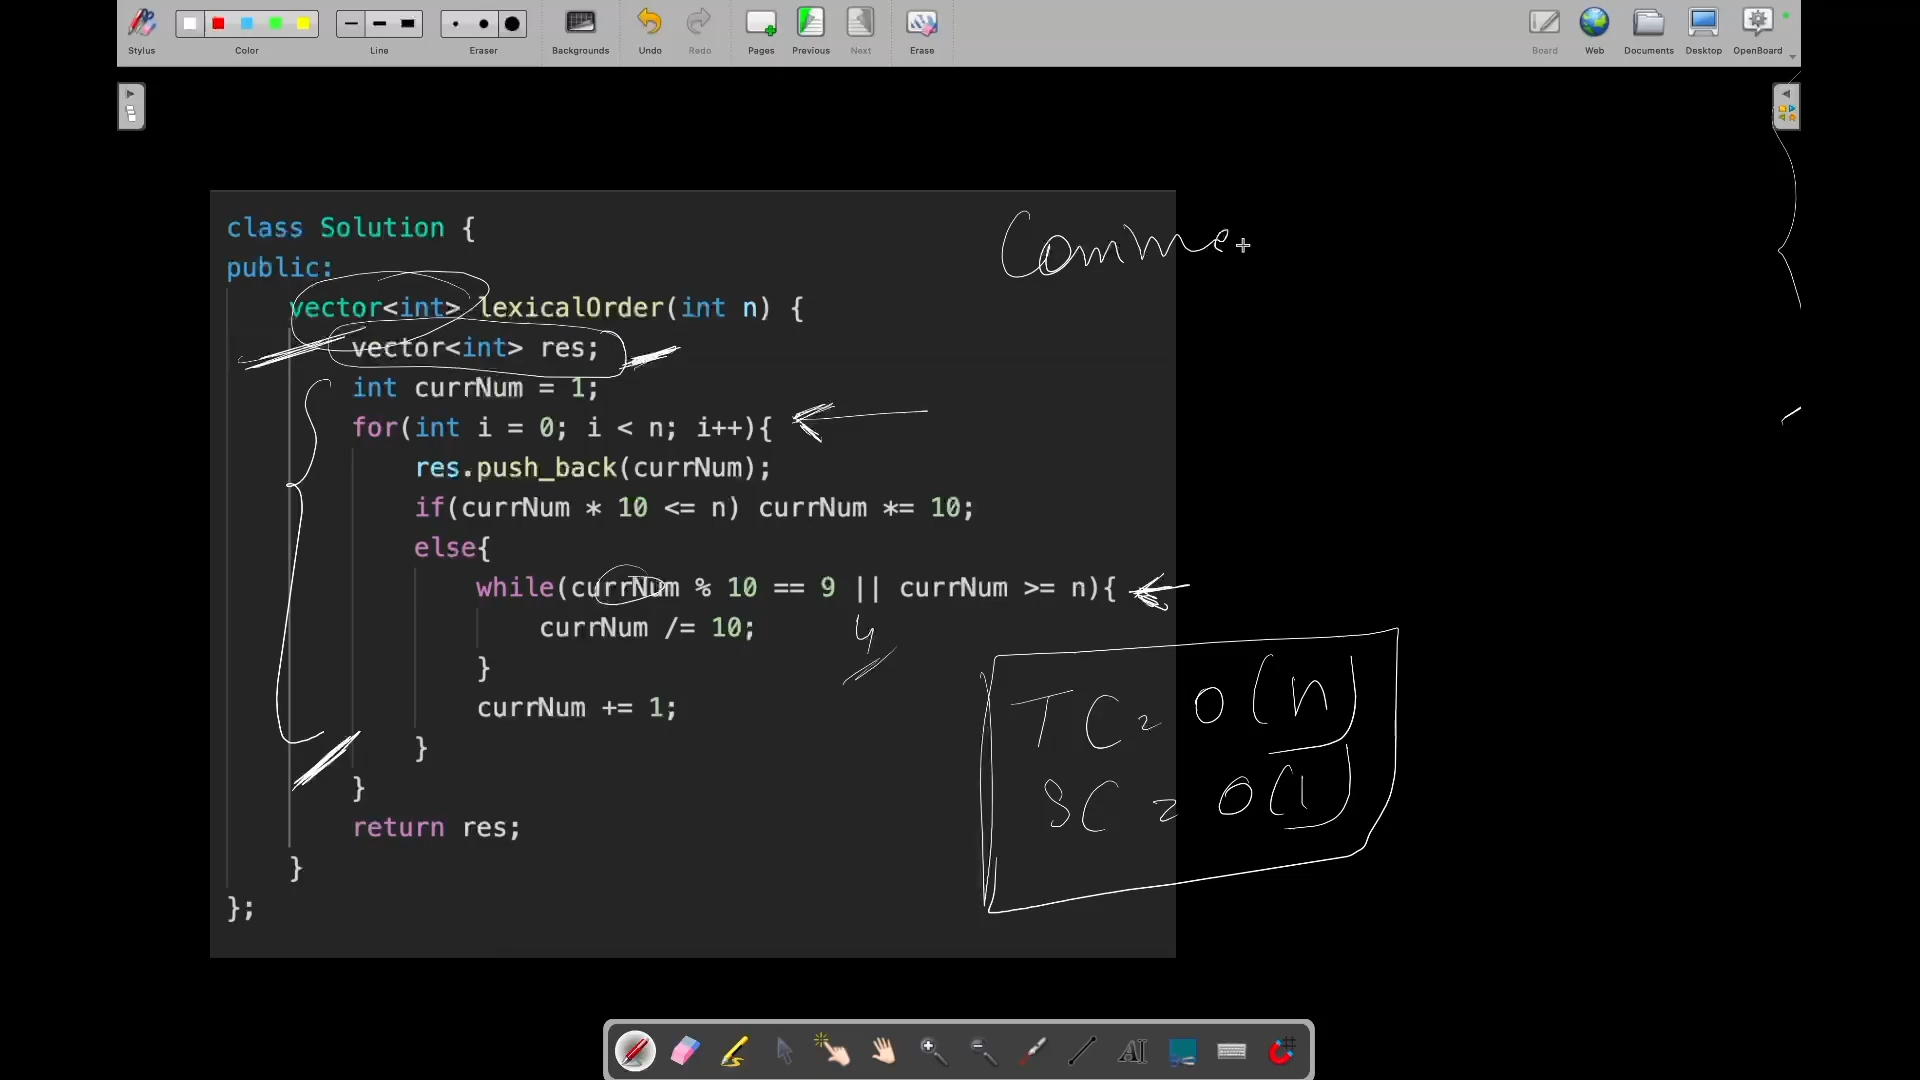 Stylus Color Line Eraser Backgrounds Undo Redo Pages Previous Next Erase Board Web Documents Desktop OpenBoard
class Solution {
Comme
public:
vector<int> lexicalOrder(int n) {
vector<int> res;
int currNum = 1;
for(int i = 0; i < n; i++){
res.push_back(currNum);
if(currNum * 10 <= n) currNum *= 10;
else{
while(currNum % 10 == 9 || currNum >= n){
currNum /= 10;
4
}
currNum += 1;
}
}
return res;
}
};
TC = O(n)
SC = O(1)